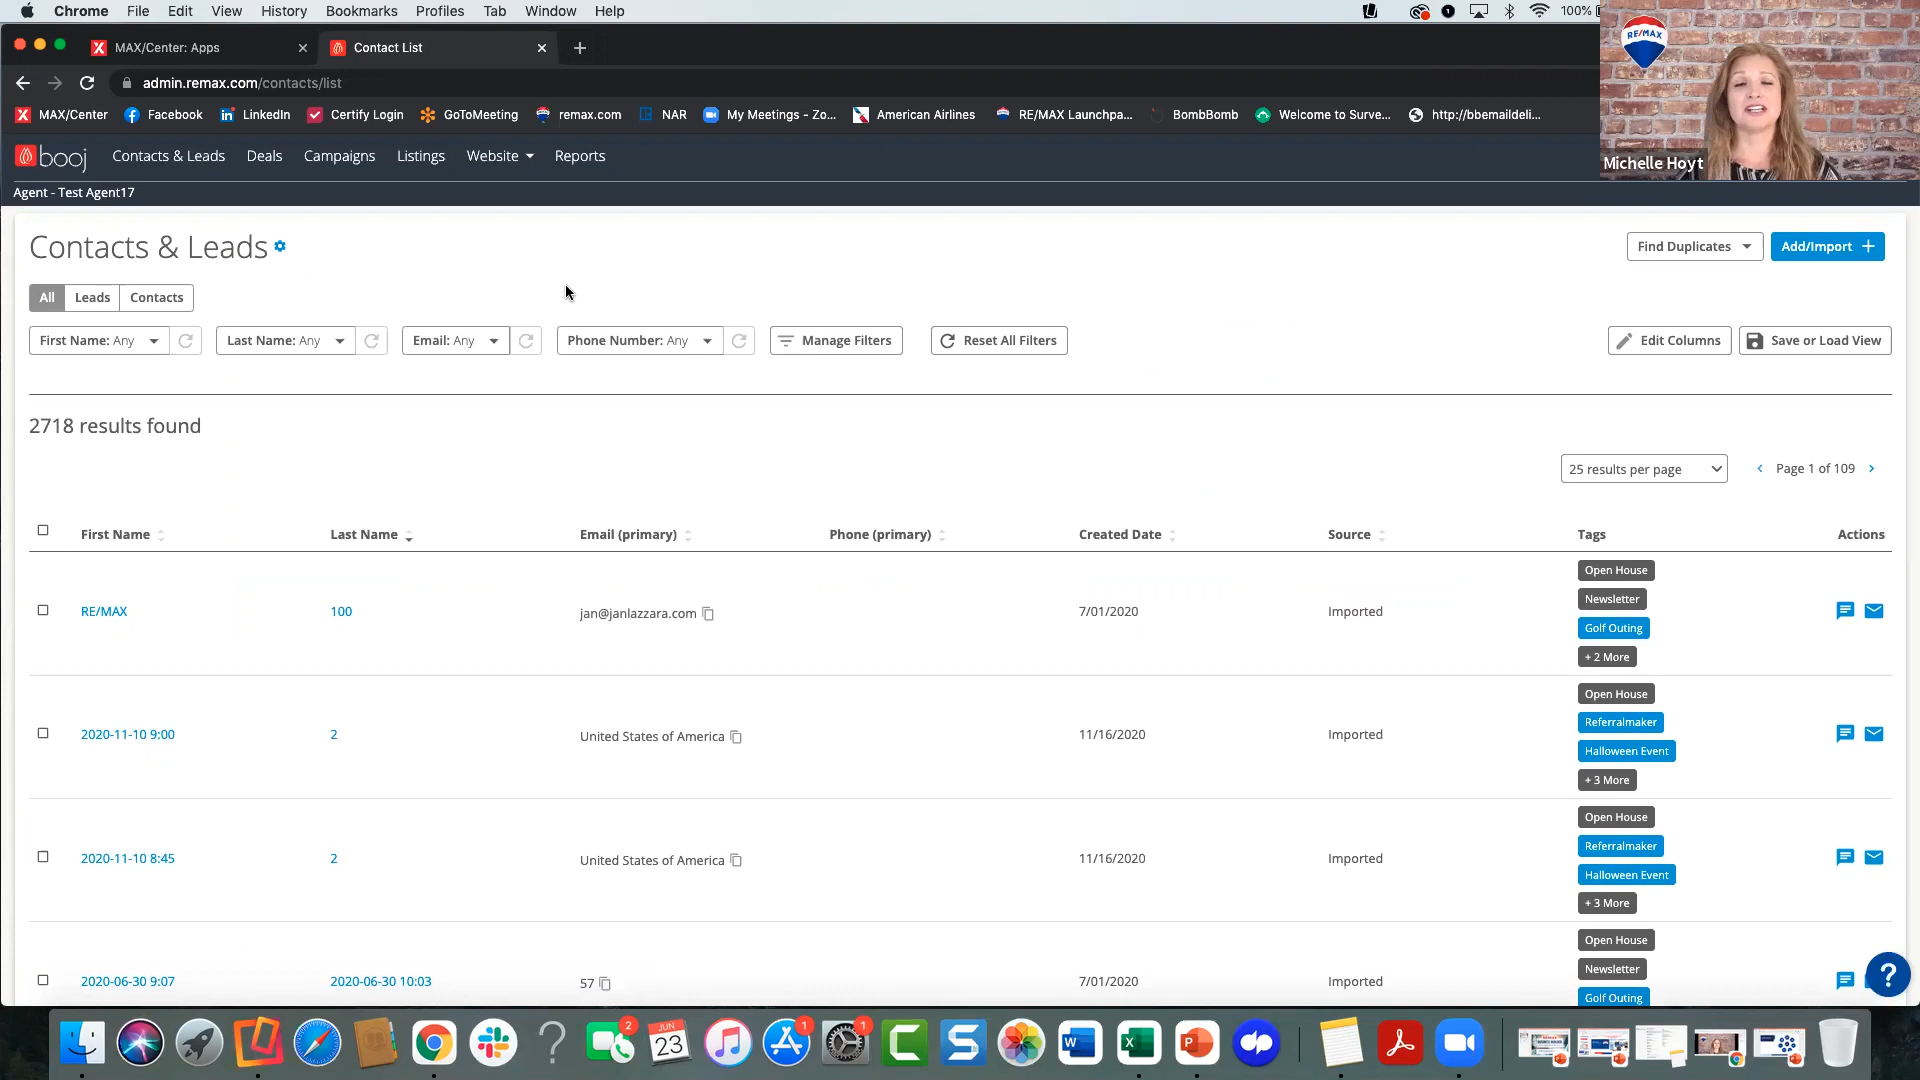 Chrome File Edit View History Bookmarks Profiles Tab Window Help 100%
MAX/Center: Apps Contact List
admin.remax.com/contacts/list
MAX/Center Facebook LinkedIn Certify Login GoToMeeting remax.com NAR My Meetings - Zo... American Airlines RE/MAX Launchpa... BombBomb Welcome to Surve... http://bbemaildeli...
RE/MAX
Michelle Hoyt
booj Contacts & Leads Deals Campaigns Listings Website Reports
Agent - Test Agent17
Contacts & Leads
Find Duplicates Add/Import +
All Leads Contacts
First Name: Any Last Name: Any Email: Any Phone Number: Any Manage Filters Reset All Filters Edit Columns Save or Load View
2718 results found
25 results per page Page 1 of 109
First Name Last Name Email (primary) Phone (primary) Created Date Source Tags Actions
RE/MAX 100 jan@janlazzara.com 7/01/2020 Imported
Open House
Newsletter
Golf Outing
+ 2 More
2020-11-10 9:00 2 United States of America 11/16/2020 Imported
Open House
Referralmaker
Halloween Event
+ 3 More
2020-11-10 8:45 2 United States of America 11/16/2020 Imported
Open House
Referralmaker
Halloween Event
+ 3 More
2020-06-30 9:07 2020-06-30 10:03 57 7/01/2020 Imported
Open House
Newsletter
Golf Outing
?
2 JUN 23 1 1 C S W X P